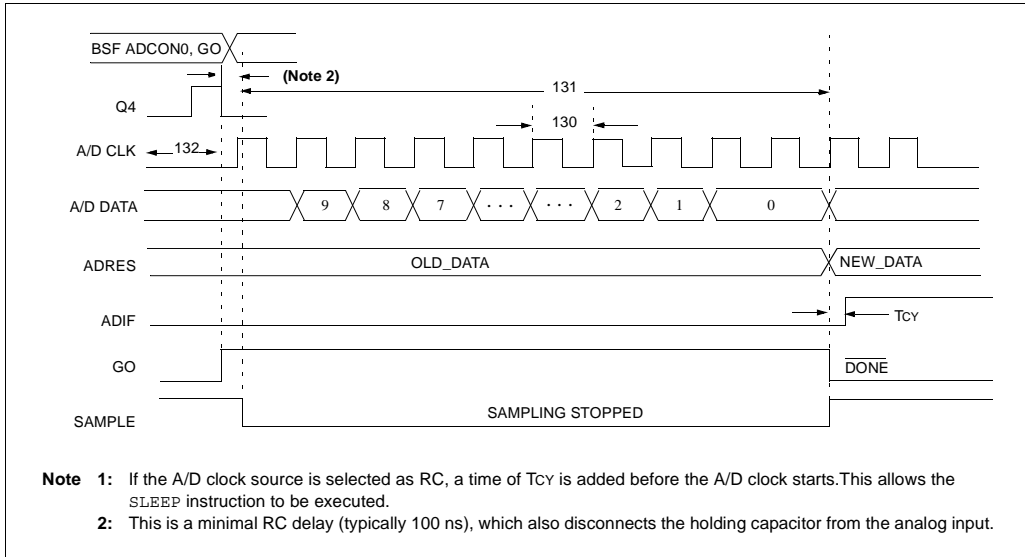 BSF ADCON0, GO
(Note 2)
131
Q4
130
A/D CLK
132
A/D DATA
9 8 7 . . . . . . 2 1 0
ADRES
OLD_DATA
NEW_DATA
ADIF
TCY
GO
DONE
SAMPLE
SAMPLING STOPPED
Note 1: If the A/D clock source is selected as RC, a time of TCY is added before the A/D clock starts.This allows the
SLEEP instruction to be executed.
2: This is a minimal RC delay (typically 100 ns), which also disconnects the holding capacitor from the analog input.